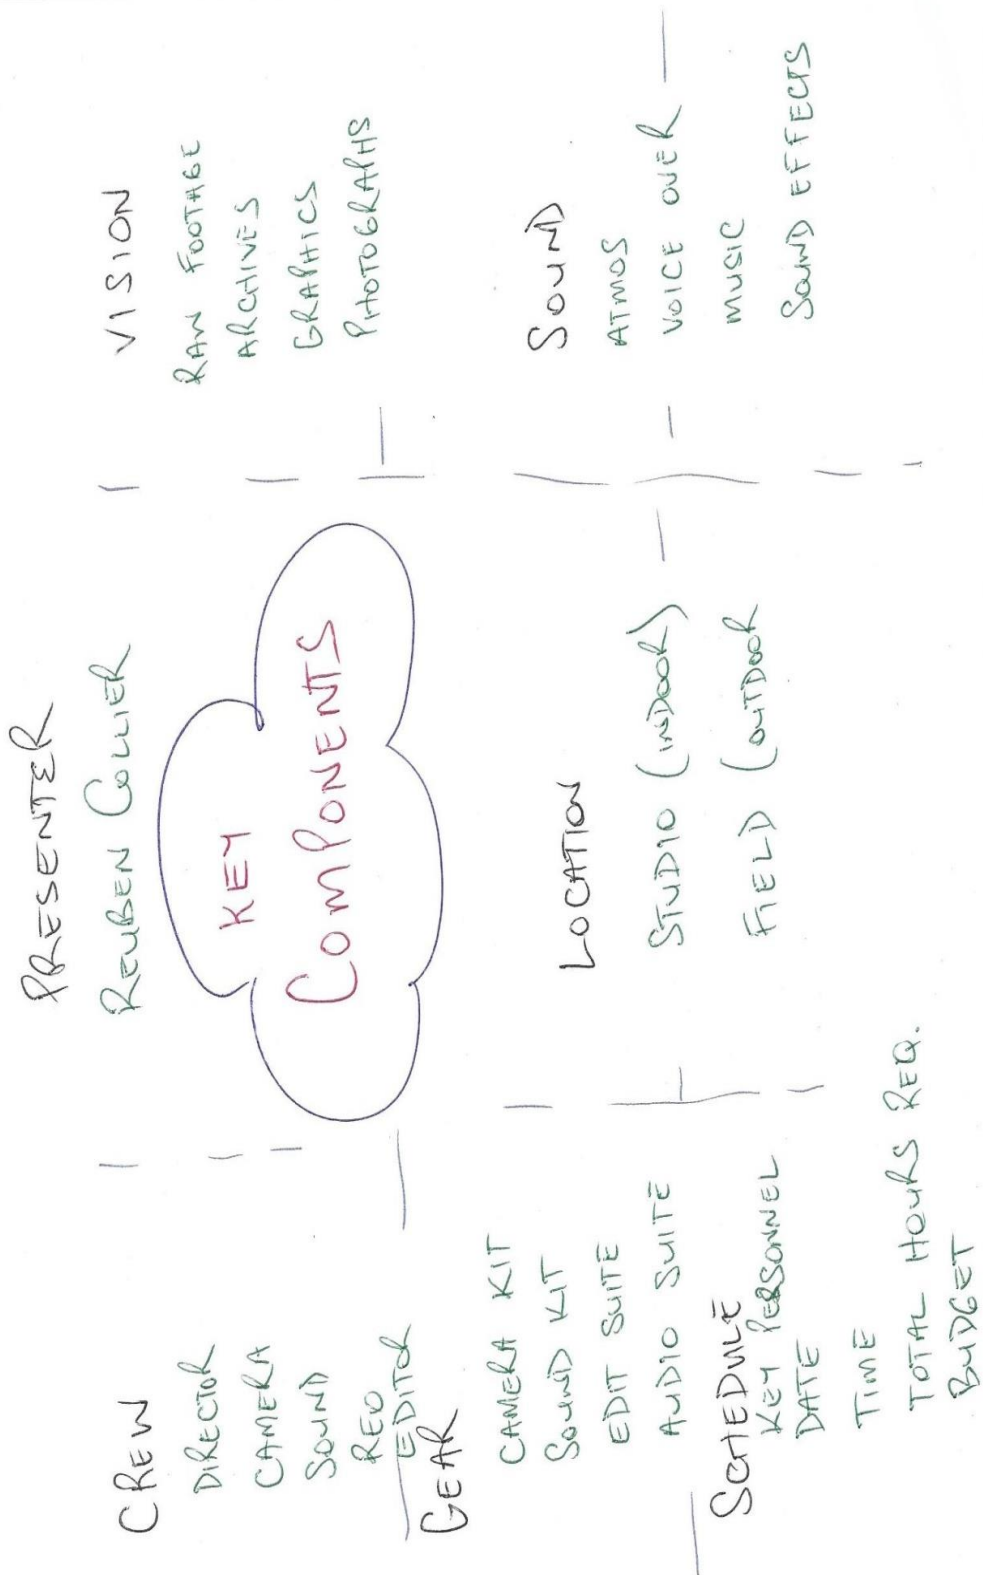 CREW
DIRECTOR
CAMERA
SOUND
REO
EDITOR
GEAR
CAMERA KIT
SOUND KIT
EDIT SUITE
AUDIO SUITE
SCHEDULE
KEY PERSONNEL
DATE
TIME
TOTAL HOURS REQ.
BUDGET
PRESENTER
REUBEN COLLIER
KEY
COMPONENTS
LOCATION
STUDIO (INDOOR)
FIELD (OUTDOOR
VISION
RAW FOOTAGE
ARCHIVES
GRAPHICS
PHOTOGRAPHS
SOUND
ATMOS
VOICE OVER
MUSIC
SOUND EFFECTS